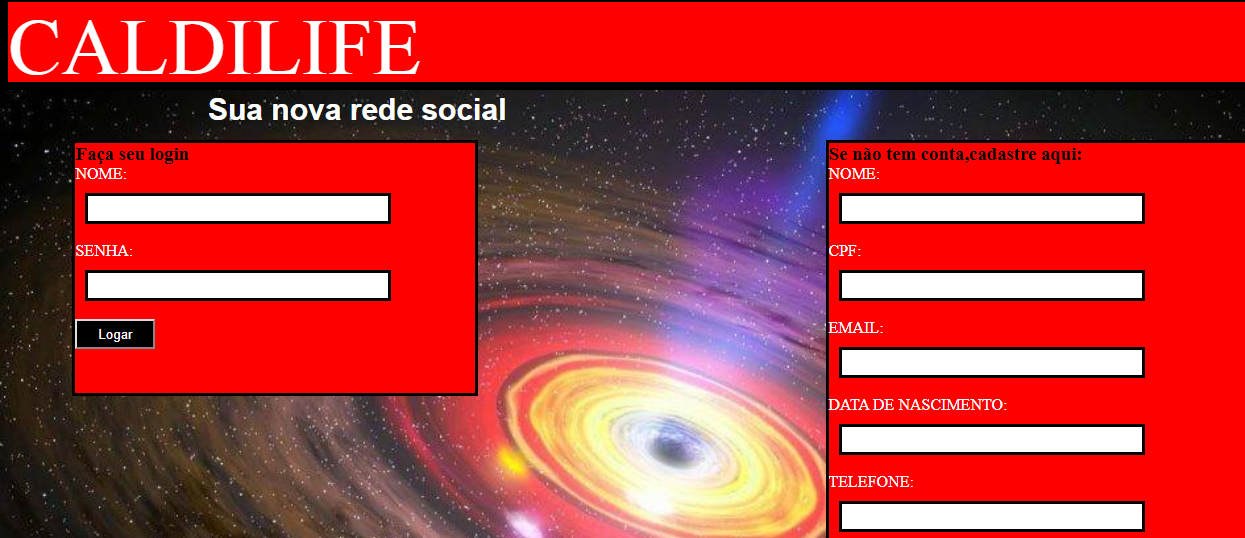 CALDILIFE
Sua nova rede social
Faça seu login
NOME:
SENHA:
Logar
Se não tem conta,cadastre aqui:
NOME:
CPF:
EMAIL:
DATA DE NASCIMENTO:
TELEFONE: